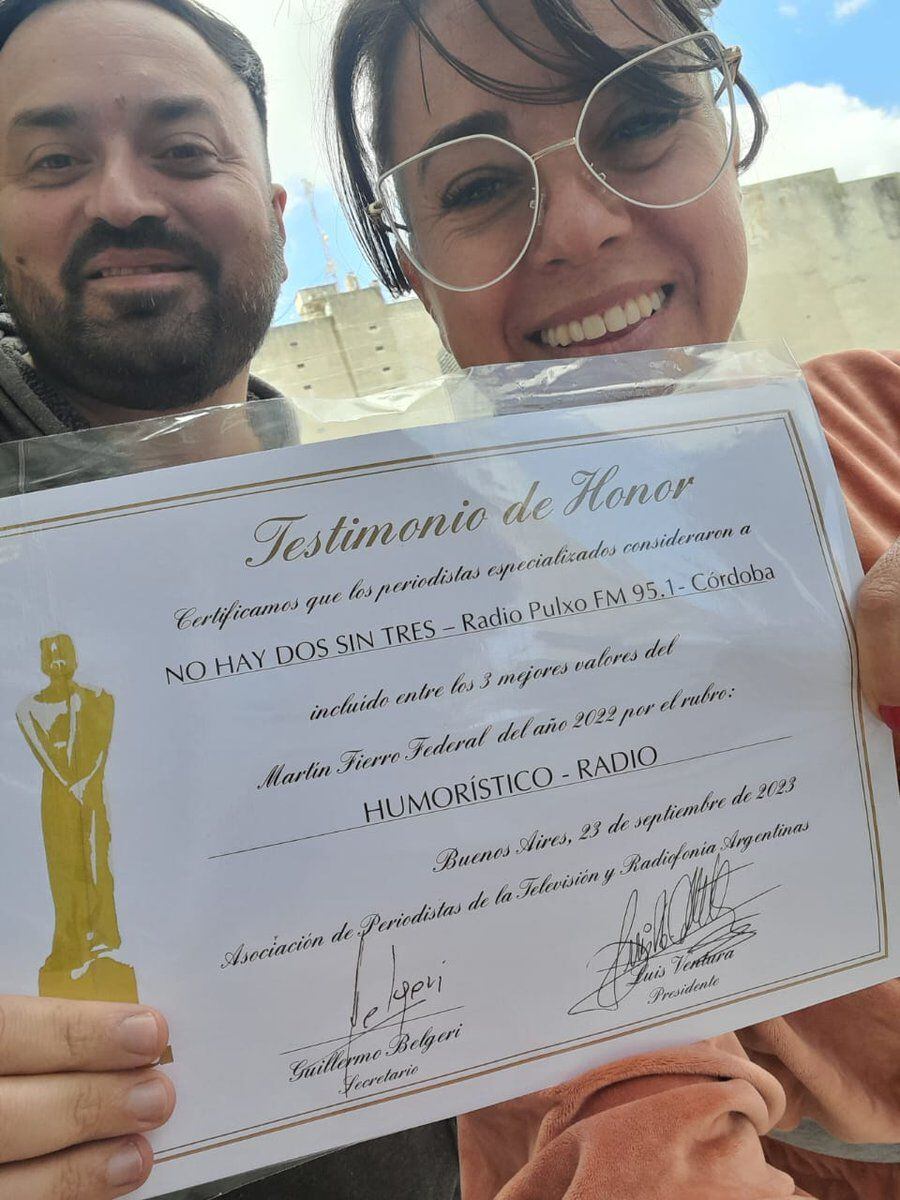 Testimonio de Honor
Certificamos que los periodistas especializados consideraron a
NO HAY DOS SIN TRES – Radio Pulxo FM 95.1- Córdoba
incluído entre los 3 mejores valores del
Martín Fierro Federal del año 2022 por el rubro:
HUMORÍSTICO - RADIO
Buenos Aires, 23 de septiembre de 2023
Asociación de Periodistas de la Televisión y Radiofonía Argentinas
Belgeri
Guillermo Belgeri
Secretario
Luis Ventura
Presidente